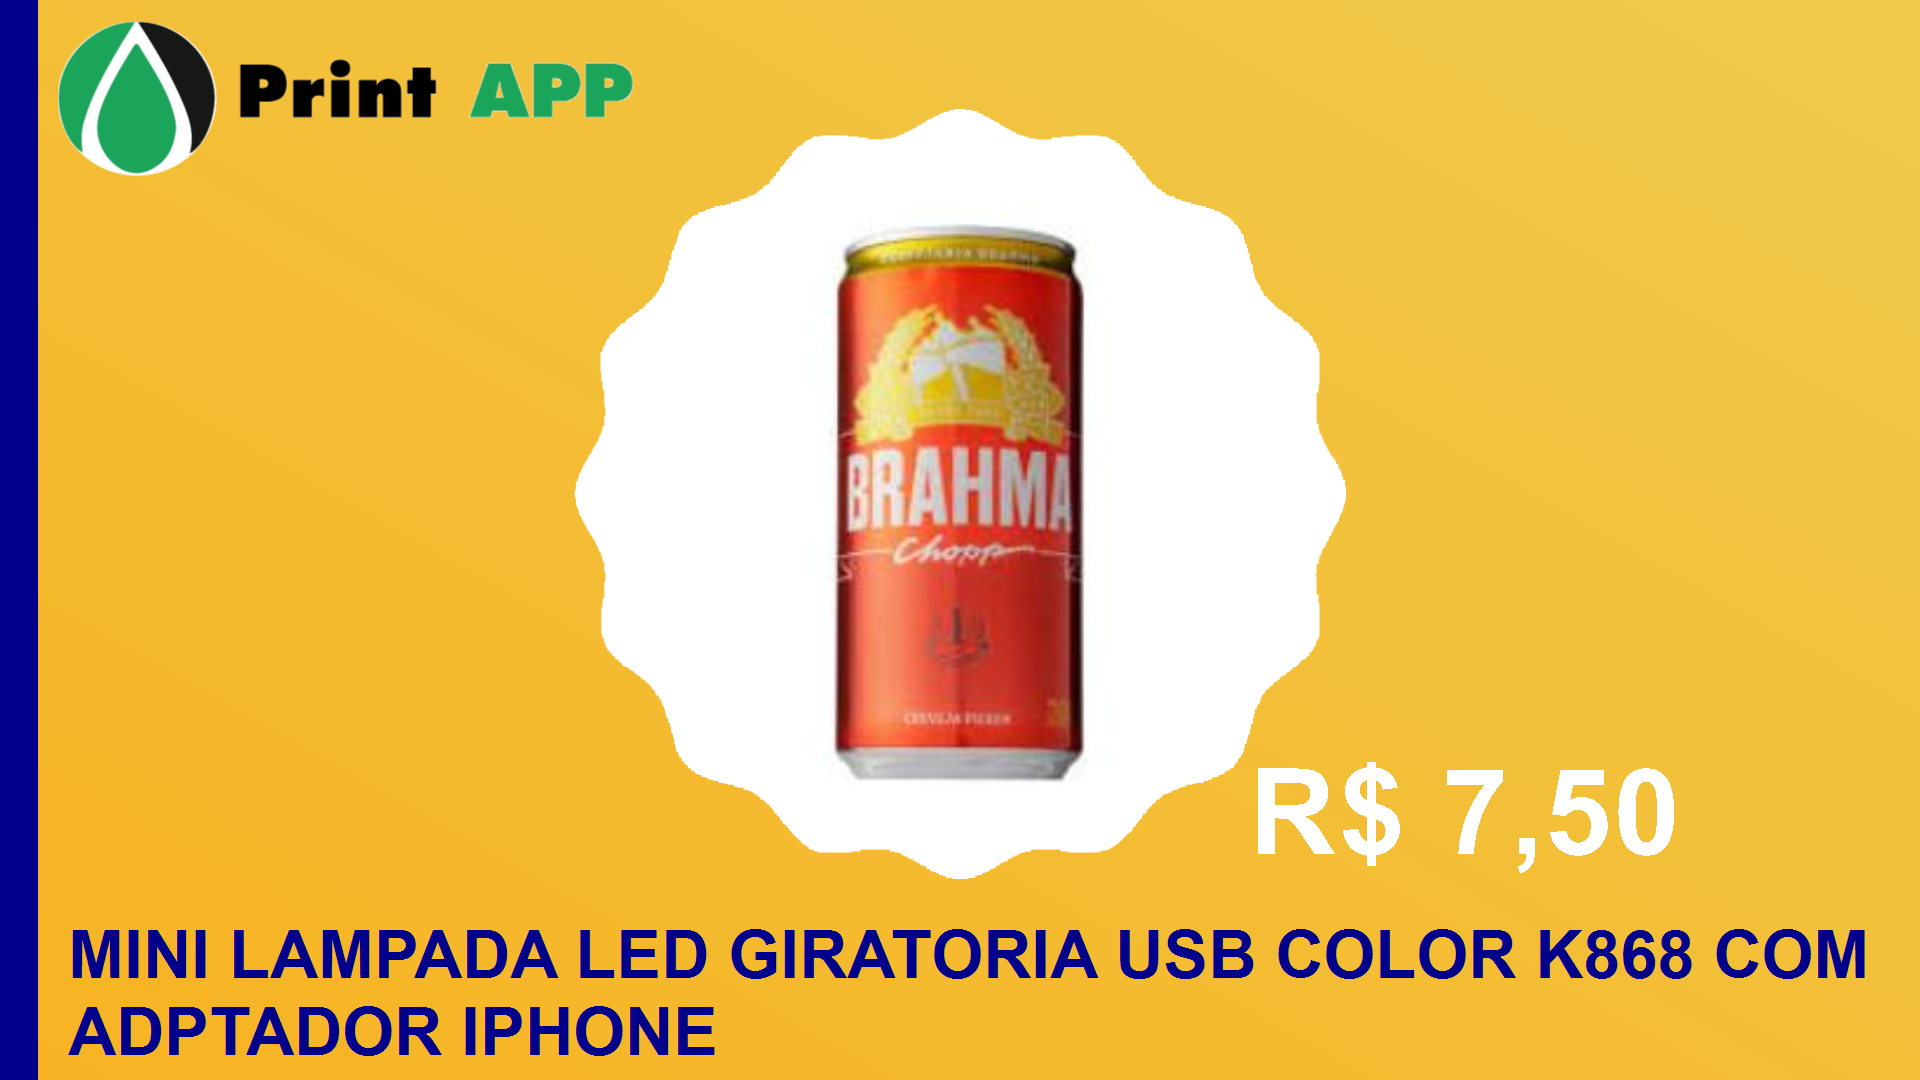 Print APP
BRAHMA
Chopp
R$ 7,50
MINI LAMPADA LED GIRATORIA USB COLOR K868 COM
ADPTADOR IPHONE